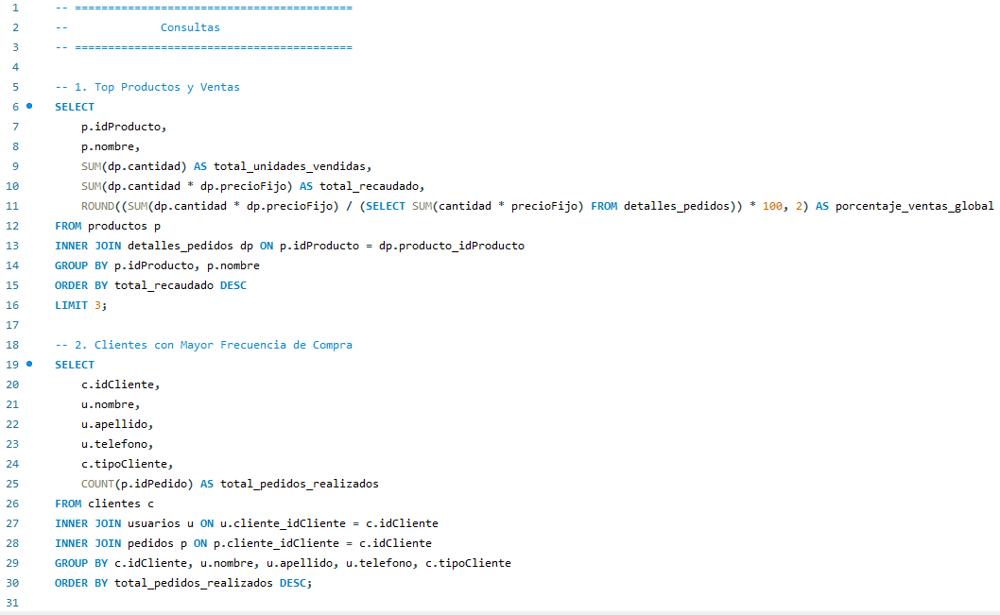 1 -- ==========================================
2 -- Consultas
3 -- ==========================================
4
5 -- 1. Top Productos y Ventas
6 SELECT
7 p.idProducto,
8 p.nombre,
9 SUM(dp.cantidad) AS total_unidades_vendidas,
10 SUM(dp.cantidad * dp.precioFijo) AS total_recaudado,
11 ROUND((SUM(dp.cantidad * dp.precioFijo) / (SELECT SUM(cantidad * precioFijo) FROM detalles_pedidos)) * 100, 2) AS porcentaje_ventas_global
12 FROM productos p
13 INNER JOIN detalles_pedidos dp ON p.idProducto = dp.producto_idProducto
14 GROUP BY p.idProducto, p.nombre
15 ORDER BY total_recaudado DESC
16 LIMIT 3;
17
18 -- 2. Clientes con Mayor Frecuencia de Compra
19 SELECT
20 c.idCliente,
21 u.nombre,
22 u.apellido,
23 u.telefono,
24 c.tipoCliente,
25 COUNT(p.idPedido) AS total_pedidos_realizados
26 FROM clientes c
27 INNER JOIN usuarios u ON u.cliente_idCliente = c.idCliente
28 INNER JOIN pedidos p ON p.cliente_idCliente = c.idCliente
29 GROUP BY c.idCliente, u.nombre, u.apellido, u.telefono, c.tipoCliente
30 ORDER BY total_pedidos_realizados DESC;
31